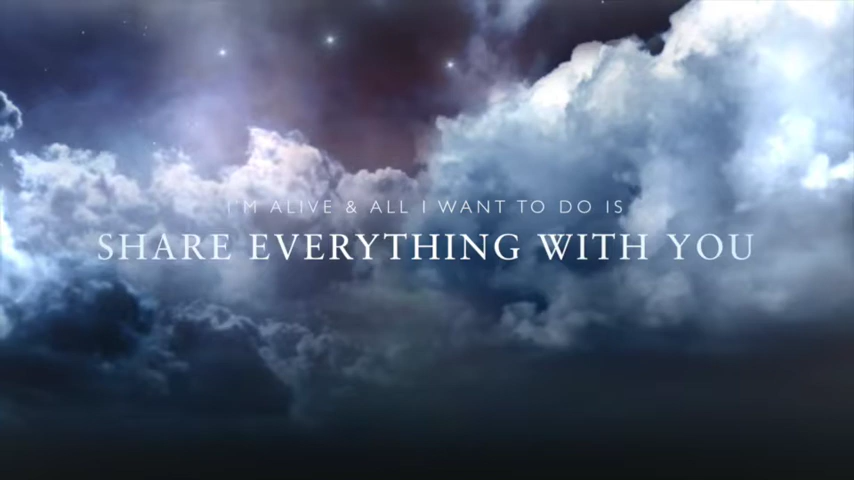 I'M ALIVE & ALL I WANT TO DO IS
SHARE EVERYTHING WITH YOU